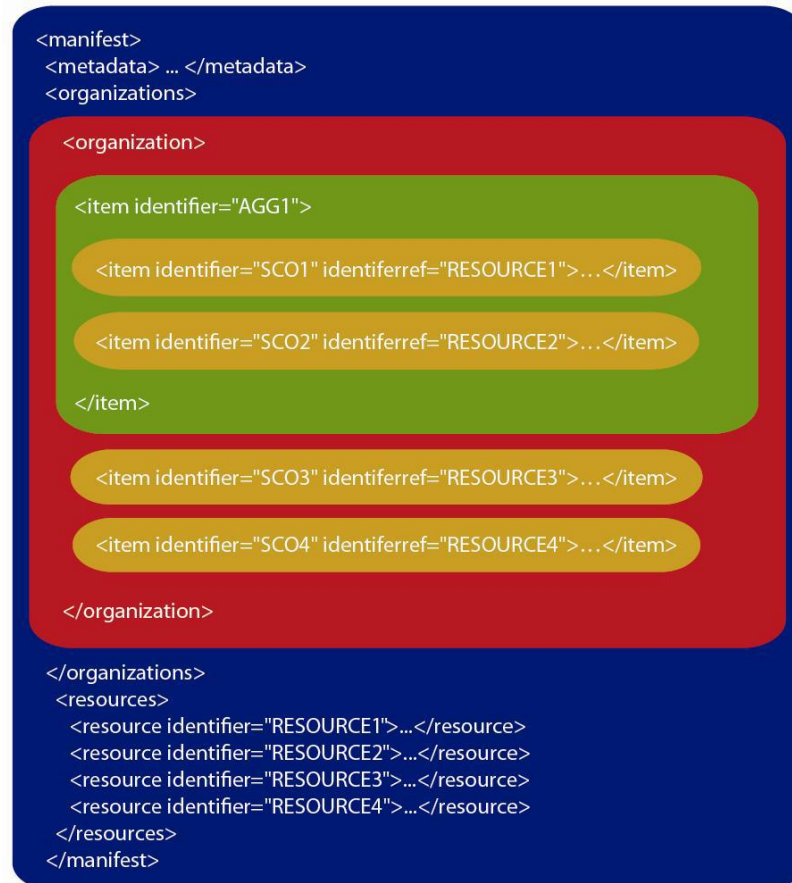 <manifest>
<metadata> ... </metadata>
<organizations>
<organization>
<item identifier="AGG1">
<item identifier="SCO1" identiferref="RESOURCE1">…</item>
<item identifier="SCO2" identiferref="RESOURCE2">…</item>
</item>
<item identifier="SCO3" identiferref="RESOURCE3">…</item>
<item identifier="SCO4" identiferref="RESOURCE4">…</item>
</organization>
</organizations>
<resources>
<resource identifier="RESOURCE1">...</resource>
<resource identifier="RESOURCE2">...</resource>
<resource identifier="RESOURCE3">...</resource>
<resource identifier="RESOURCE4">...</resource>
</resources>
</manifest>